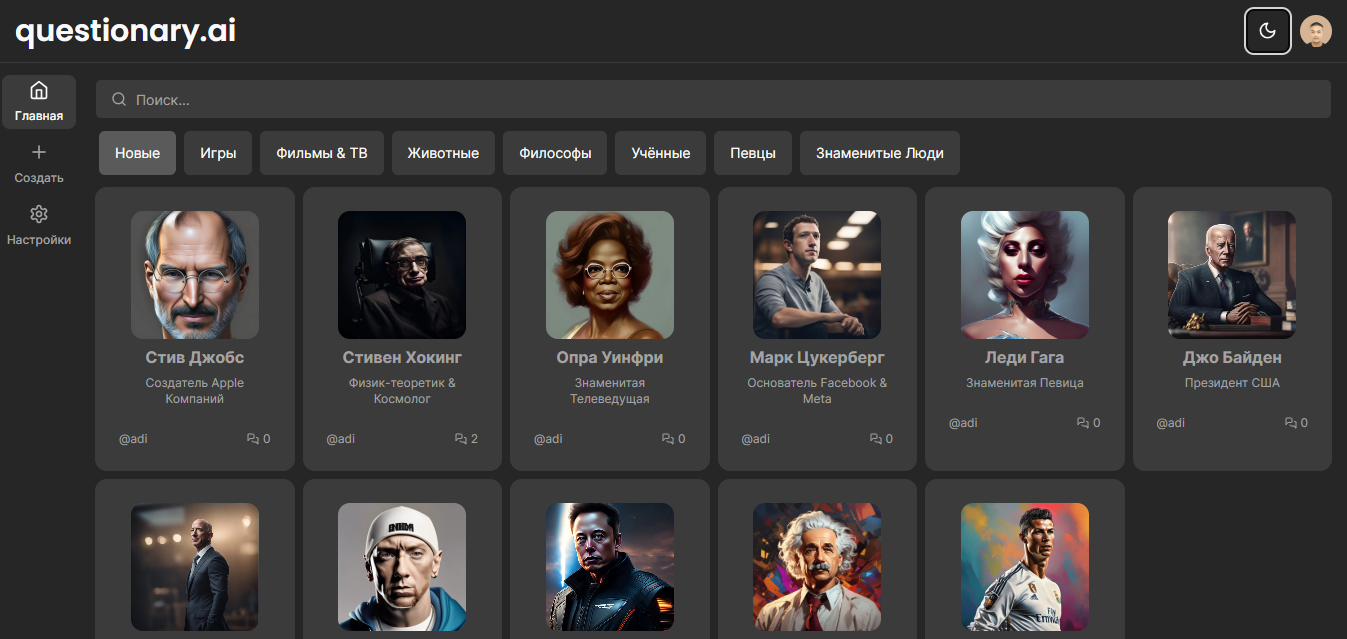 questionary.ai
Главная
Создать
Настройки
Поиск...
Новые
Игры
Фильмы & ТВ
Животные
Философы
Учённые
Певцы
Знаменитые Люди
Стив Джобс
Создатель Apple
Компаний
@adi
0
Стивен Хокинг
Физик-теоретик &
Космолог
@adi
2
Опра Уинфри
Знаменитая
Телеведущая
@adi
0
Марк Цукерберг
Основатель Facebook &
Meta
@adi
0
Леди Гага
Знаменитая Певица
@adi
0
Джо Байден
Президент США
@adi
0